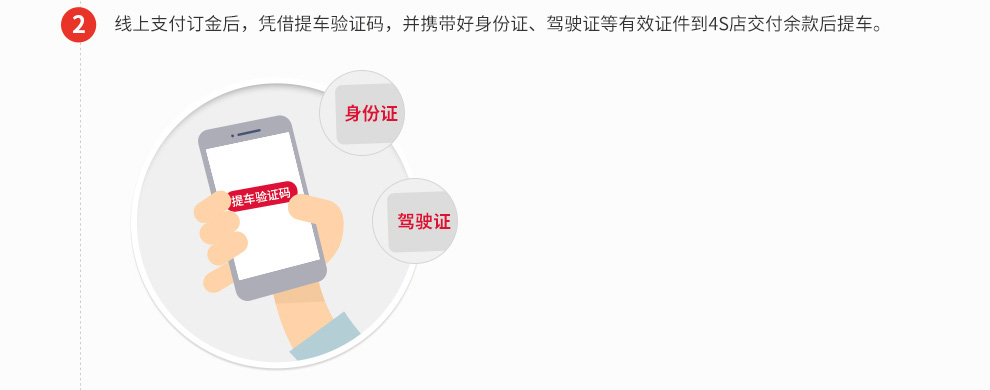 2 线上支付订金后，凭借提车验证码，并携带好身份证、驾驶证等有效证件到4S店交付余款后提车。
身份证
提车验证码
驾驶证